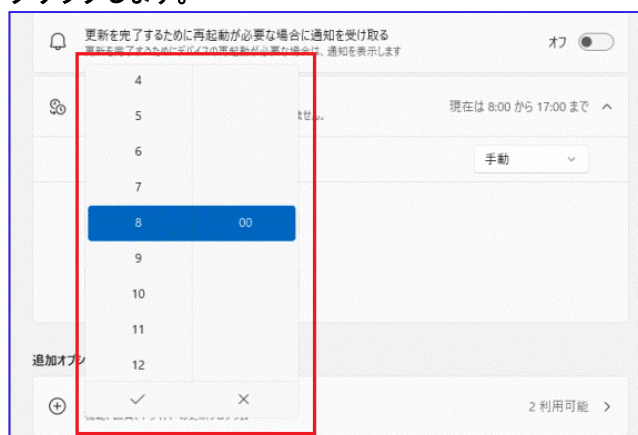 クリックします。
更新を完了するために再起動が必要な場合に通知を受け取る
更新を完了するためにデバイスの再起動が必要な場合は、通知を表示します
オフ
4
5
ません。
現在は 8:00 から 17:00 まで
6
手動
7
8 00
9
10
11
追加オプシ
12
2 利用可能